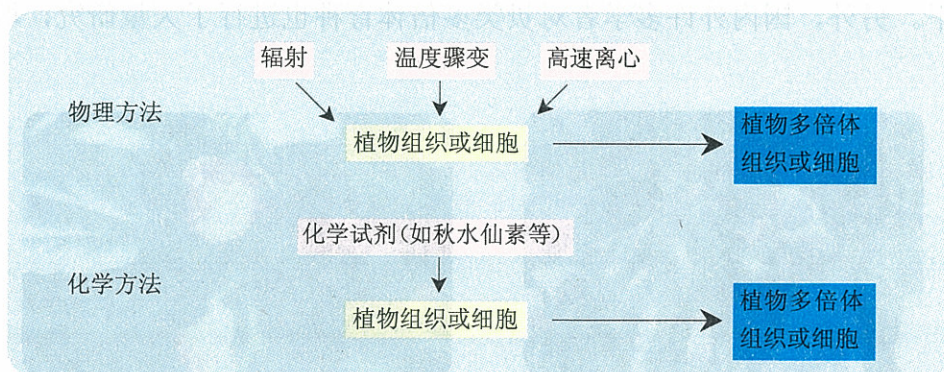 辐射 温度骤变 高速离心
物理方法
植物组织或细胞
植物多倍体
组织或细胞
化学试剂(如秋水仙素等)
化学方法
植物组织或细胞
植物多倍体
组织或细胞